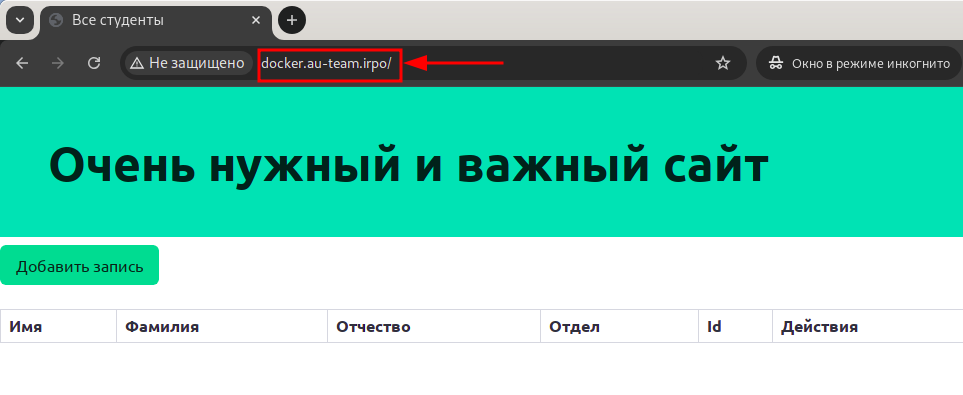 Все студенты
Не защищено docker.au-team.irpo/ Окно в режиме инкогнито
Очень нужный и важный сайт
Добавить запись
Имя Фамилия Отчество Отдел Id Действия